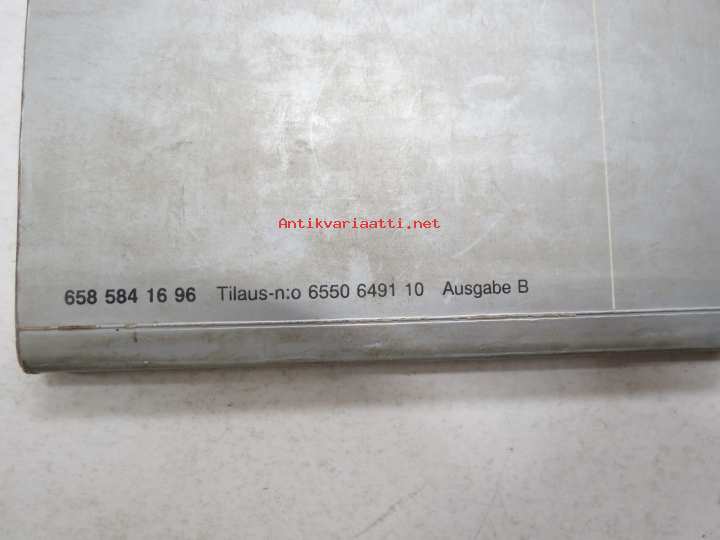 Antikvariaatti.net
658 584 16 96 Tilaus-n:o 6550 6491 10 Ausgabe B